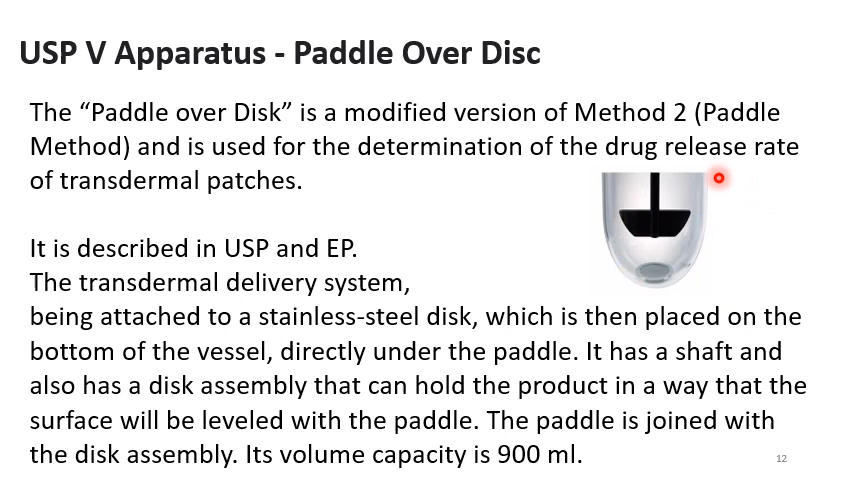 USP V Apparatus - Paddle Over Disc
The “Paddle over Disk” is a modified version of Method 2 (Paddle
Method) and is used for the determination of the drug release rate
of transdermal patches.
It is described in USP and EP.
The transdermal delivery system,
being attached to a stainless-steel disk, which is then placed on the
bottom of the vessel, directly under the paddle. It has a shaft and
also has a disk assembly that can hold the product in a way that the
surface will be leveled with the paddle. The paddle is joined with
the disk assembly. Its volume capacity is 900 ml.
12